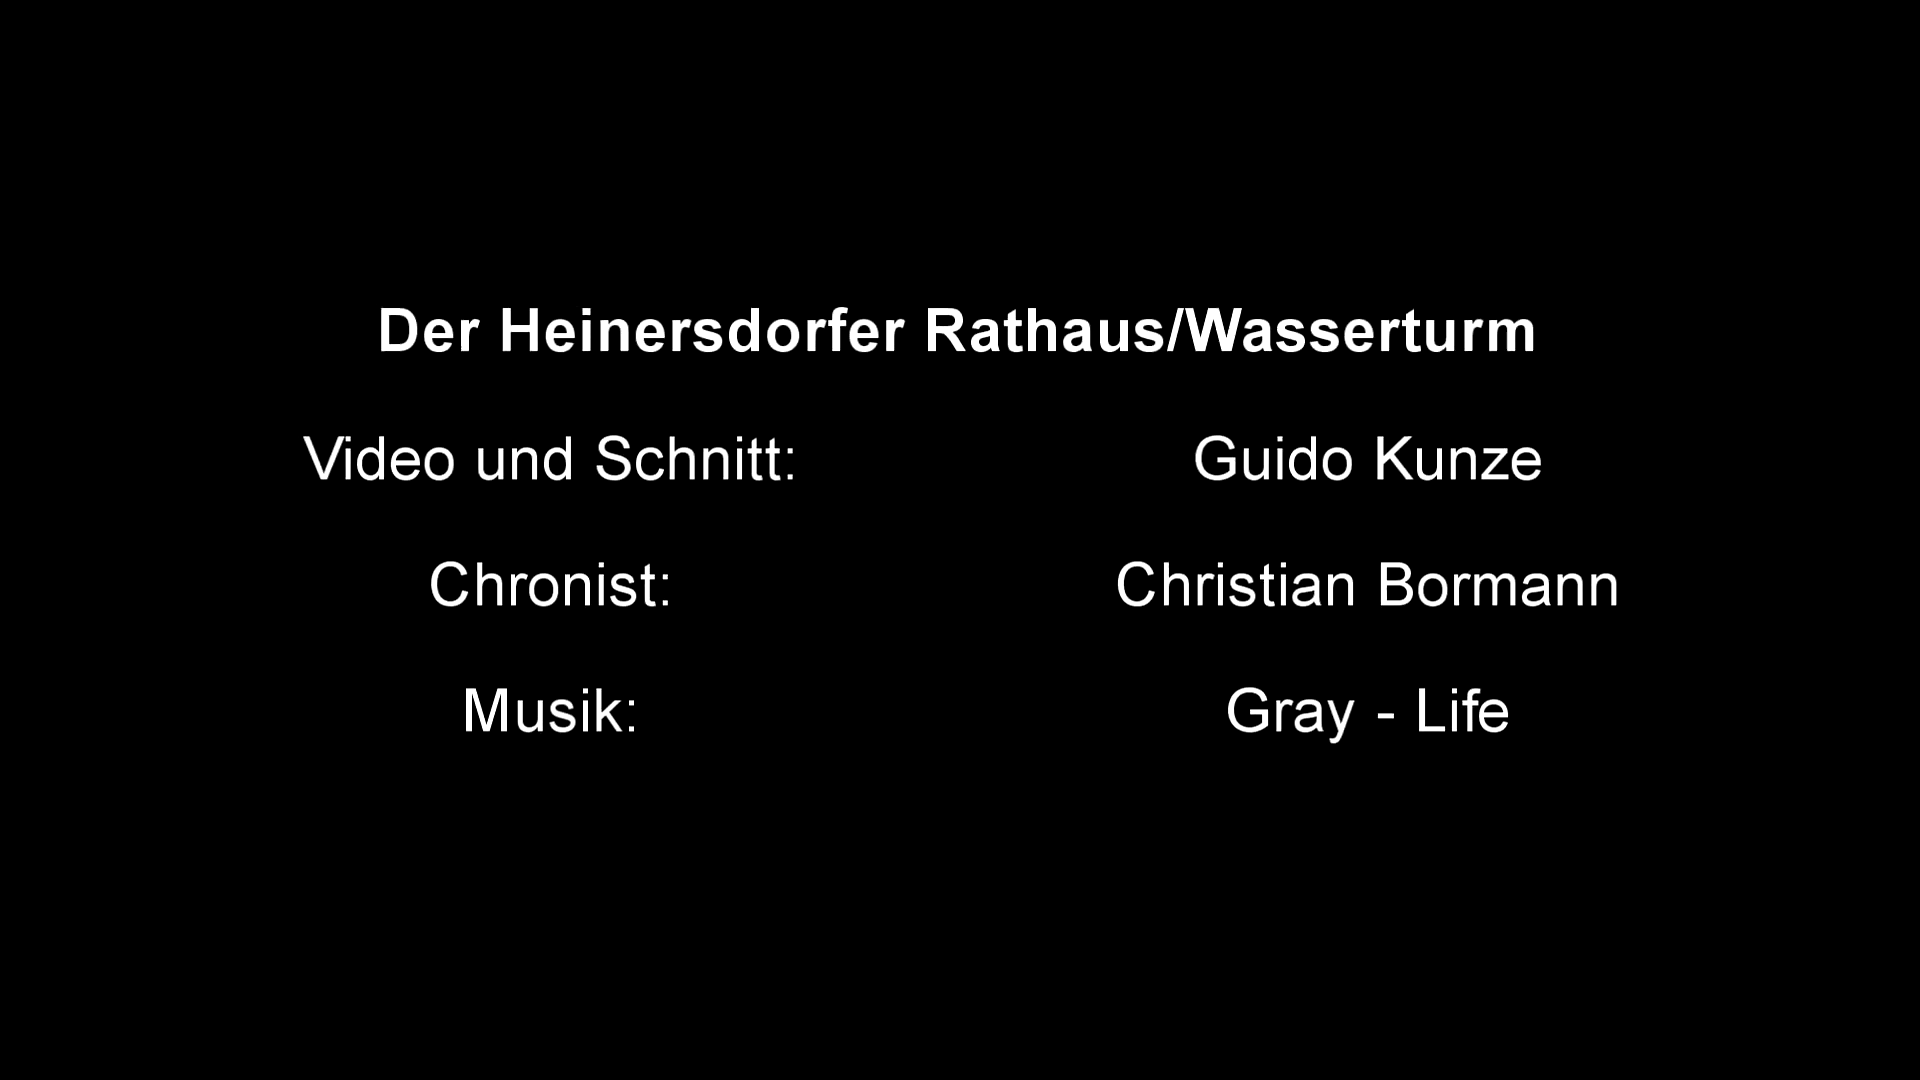 Der Heinersdorfer Rathaus/Wasserturm
Video und Schnitt: Guido Kunze
Chronist: Christian Bormann
Musik: Gray - Life